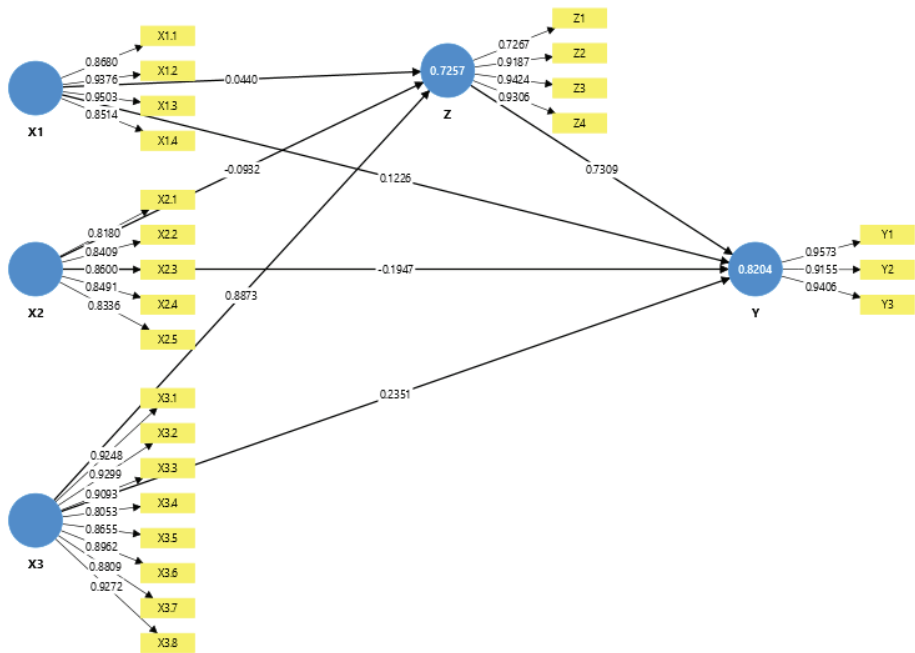 X1
X1.1
X1.2
X1.3
X1.4
0.8680
0.9376
0.9503
0.8514
0.0440
0.1226
Z
0.7257
Z1
Z2
Z3
Z4
0.7267
0.9187
0.9424
0.9306
0.7309
X2
X2.1
X2.2
X2.3
X2.4
X2.5
0.8180
0.8409
0.8600
0.8491
0.8336
-0.0932
-0.1947
Y
0.8204
Y1
Y2
Y3
0.9573
0.9155
0.9406
X3
X3.1
X3.2
X3.3
X3.4
X3.5
X3.6
X3.7
X3.8
0.9248
0.9299
0.9093
0.8053
0.8655
0.8962
0.8809
0.9272
0.8873
0.2351